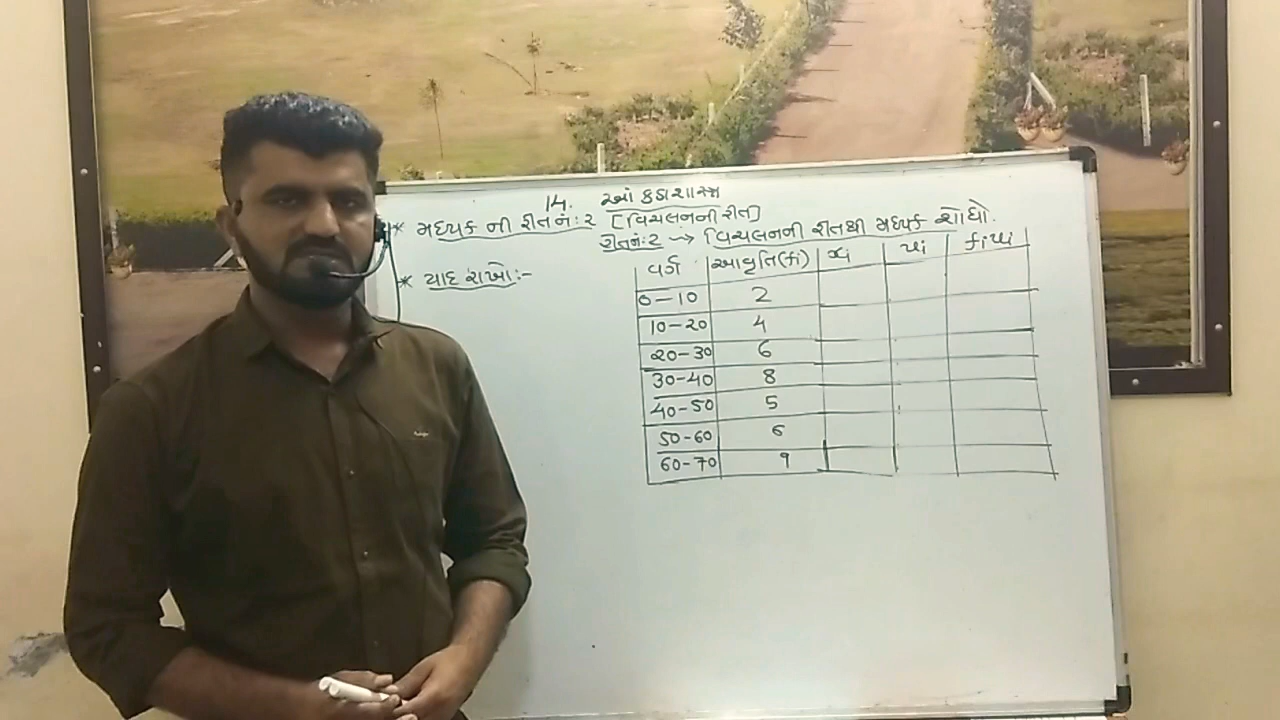 14. આંકડાશાસ્ત્ર
* મધ્યક ની રીત નં: ૨ [વિચલનની રીત]
રીત નં: ૨ → વિચલનની રીતથી મધ્યક શોધો.
* યાદ રાખો:-
વર્ગ આવૃત્તિ(fi) xi ui fiui
0-10 2
10-20 4
20-30 6
30-40 8
40-50 5
50-60 6
60-70 9